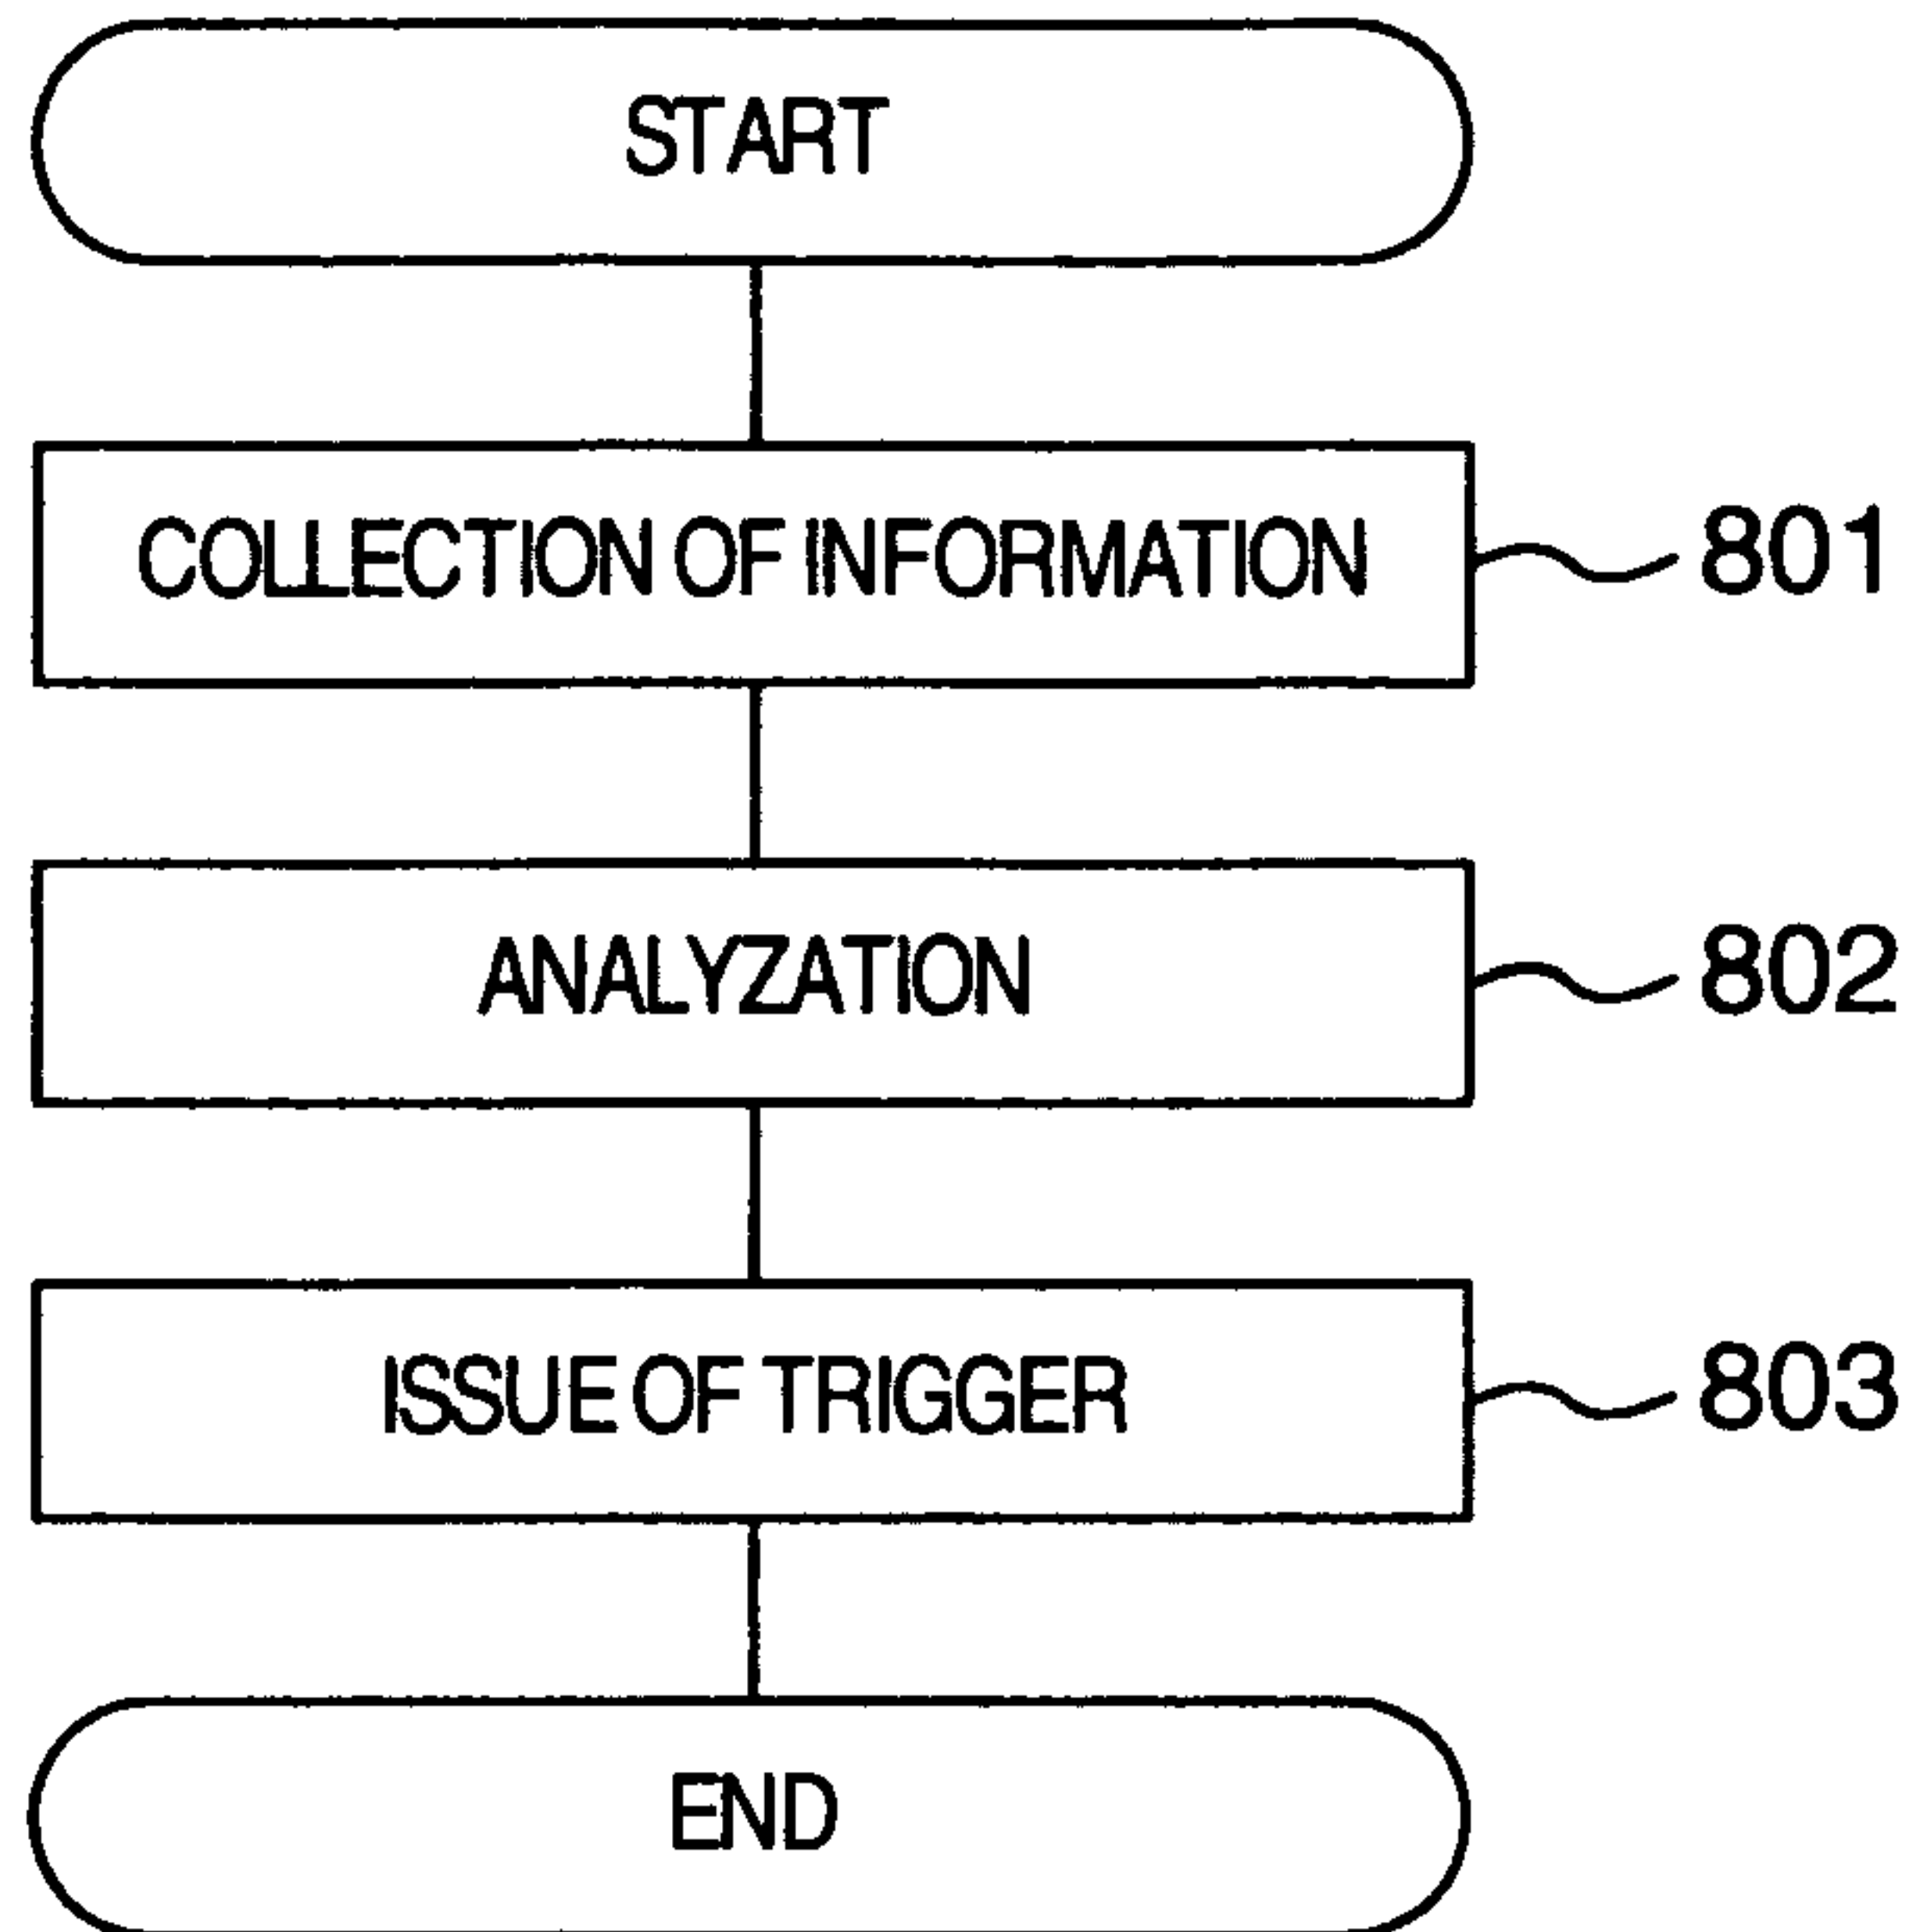 START
COLLECTION OF INFORMATION 801
ANALYZATION 802
ISSUE OF TRIGGER 803
END